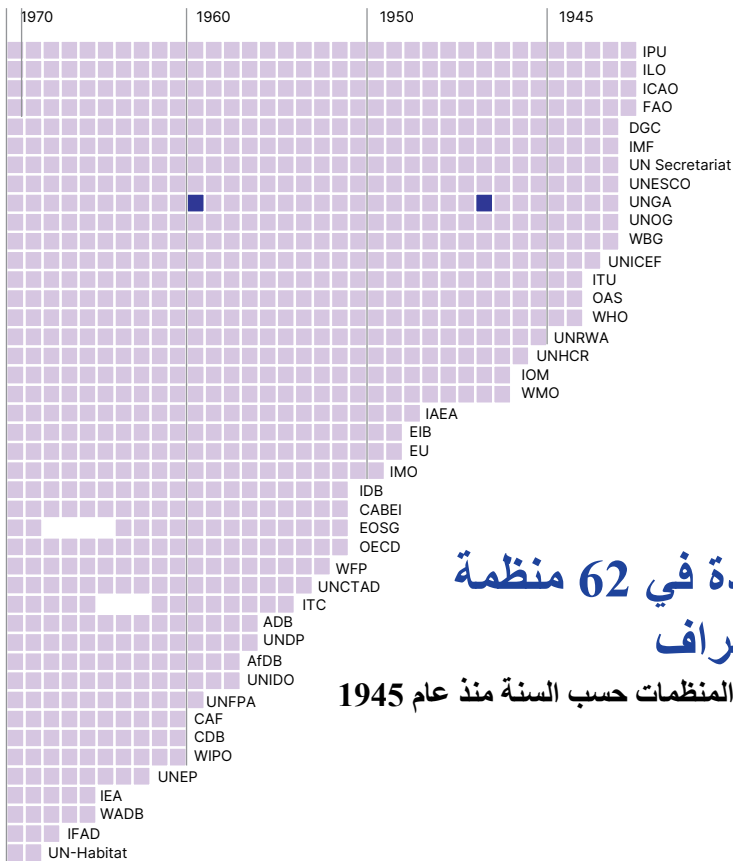 1970 1960 1950 1945
IPU
ILO
ICAO
FAO
DGC
IMF
UN Secretariat
UNESCO
UNGA
UNOG
WBG
UNICEF
ITU
OAS
WHO
UNRWA
UNHCR
IOM
WMO
IAEA
EIB
EU
IMO
IDB
CABEI
EOSG
OECD
WFP
UNCTAD
ITC
ADB
UNDP
AfDB
UNIDO
UNFPA
CAF
CDB
WIPO
UNEP
IEA
WADB
IFAD
UN-Habitat
دة في 62 منظمة
راف
المنظمات حسب السنة منذ عام 1945